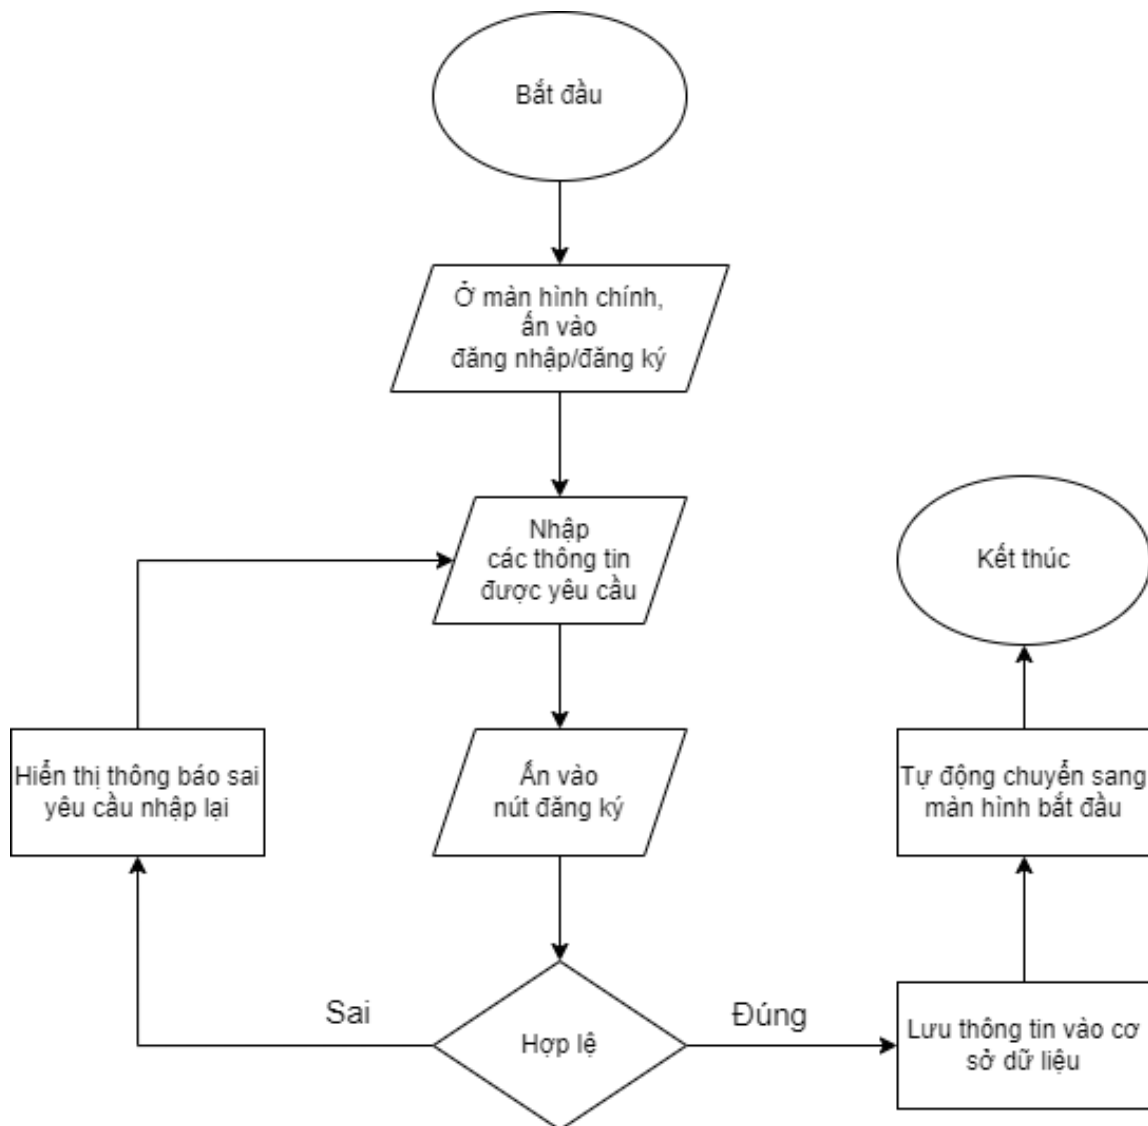 Bắt đầu
Ở màn hình chính,
ấn vào
đăng nhập/đăng ký
Nhập
các thông tin
được yêu cầu
Kết thúc
Hiển thị thông báo sai
yêu cầu nhập lại
Ấn vào
nút đăng ký
Tự động chuyển sang
màn hình bắt đầu
Sai
Hợp lệ
Đúng
Lưu thông tin vào cơ
sở dữ liệu